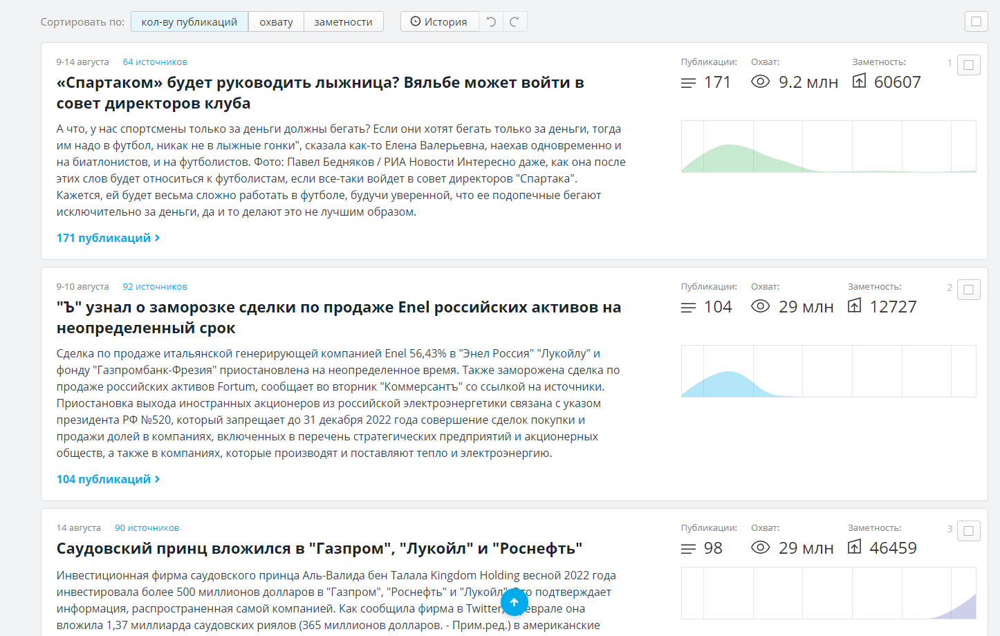 Сортировать по: кол-ву публикаций охвату заметности История
9-14 августа 64 источников
«Спартаком» будет руководить лыжница? Вяльбе может войти в
совет директоров клуба
А что, у нас спортсмены только за деньги должны бегать? Если они хотят бегать только за деньги, тогда
им надо в футбол, никак не в лыжные гонки", сказала как-то Елена Валерьевна, наехав одновременно и
на биатлонистов, и на футболистов. Фото: Павел Бедняков / РИА Новости Интересно даже, как она после
этих слов будет относиться к футболистам, если все-таки войдет в совет директоров "Спартака".
Кажется, ей будет весьма сложно работать в футболе, будучи уверенной, что ее подопечные бегают
исключительно за деньги, да и то делают это не лучшим образом.
171 публикаций
Публикации: Охват: Заметность: 1
171 9.2 млн 60607
9-10 августа 92 источников
"Ъ" узнал о заморозке сделки по продаже Enel российских активов на
неопределенный срок
Сделка по продаже итальянской генерирующей компанией Enel 56,43% в "Энел Россия" "Лукойлу" и
фонду "Газпромбанк-Фрезия" приостановлена на неопределенное время. Также заморожена сделка по
продаже российских активов Fortum, сообщает во вторник "Коммерсантъ" со ссылкой на источники.
Приостановка выхода иностранных акционеров из российской электроэнергетики связана с указом
президента РФ №520, который запрещает до 31 декабря 2022 года совершение сделок покупки и
продажи долей в компаниях, включенных в перечень стратегических предприятий и акционерных
обществ, а также в компаниях, которые производят и поставляют тепло и электроэнергию.
104 публикаций
Публикации: Охват: Заметность: 2
104 29 млн 12727
14 августа 90 источников
Саудовский принц вложился в "Газпром", "Лукойл" и "Роснефть"
Инвестиционная фирма саудовского принца Аль-Валида бен Талала Kingdom Holding весной 2022 года
инвестировала более 500 миллионов долларов в "Газпром", "Роснефть" и "Лукойл" подтверждает
информация, распространенная самой компанией. Как сообщила фирма в Twitter, она
вложила 1,37 миллиарда саудовских риялов (365 миллионов долларов. - Прим.ред.) в американские
Публикации: Охват: Заметность: 3
98 29 млн 46459